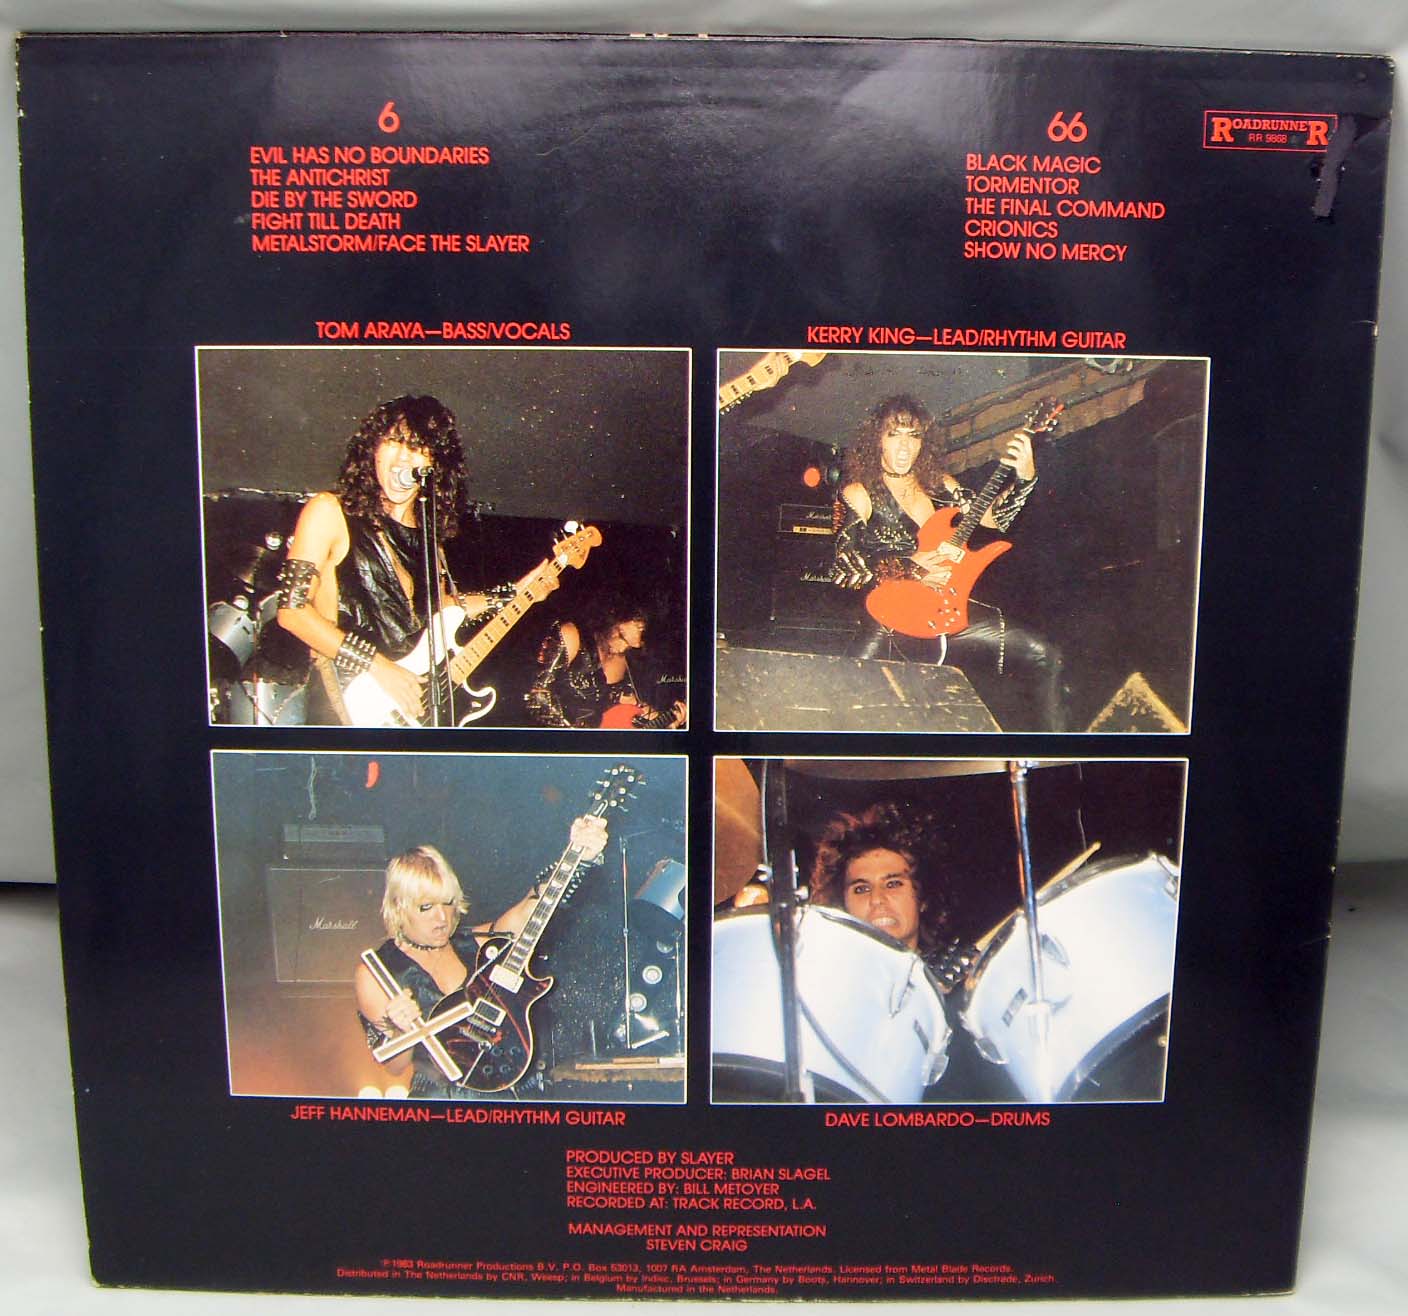 6
EVIL HAS NO BOUNDARIES
THE ANTICHRIST
DIE BY THE SWORD
FIGHT TILL DEATH
METALSTORM/FACE THE SLAYER
66
BLACK MAGIC
TORMENTOR
THE FINAL COMMAND
CRIONICS
SHOW NO MERCY
ROADRUNNER
RR 9868
TOM ARAYA—BASS/VOCALS
KERRY KING—LEAD/RHYTHM GUITAR
Marshall
Marshall
Marshall
JEFF HANNEMAN—LEAD/RHYTHM GUITAR
DAVE LOMBARDO—DRUMS
PRODUCED BY SLAYER
EXECUTIVE PRODUCER: BRIAN SLAGEL
ENGINEERED BY: BILL METOYER
RECORDED AT: TRACK RECORD, L.A.
MANAGEMENT AND REPRESENTATION
STEVEN CRAIG
℗ 1983 Roadrunner Productions B.V. P.O. Box 53013, 1007 RA Amsterdam, The Netherlands. Licensed from Metal Blade Records.
Distributed in The Netherlands by CNR, Weesp; in Belgium by Indisc, Brussels; in Germany by Boots, Hannover; in Switzerland by Disctrade, Zurich.
Manufactured in the Netherlands.